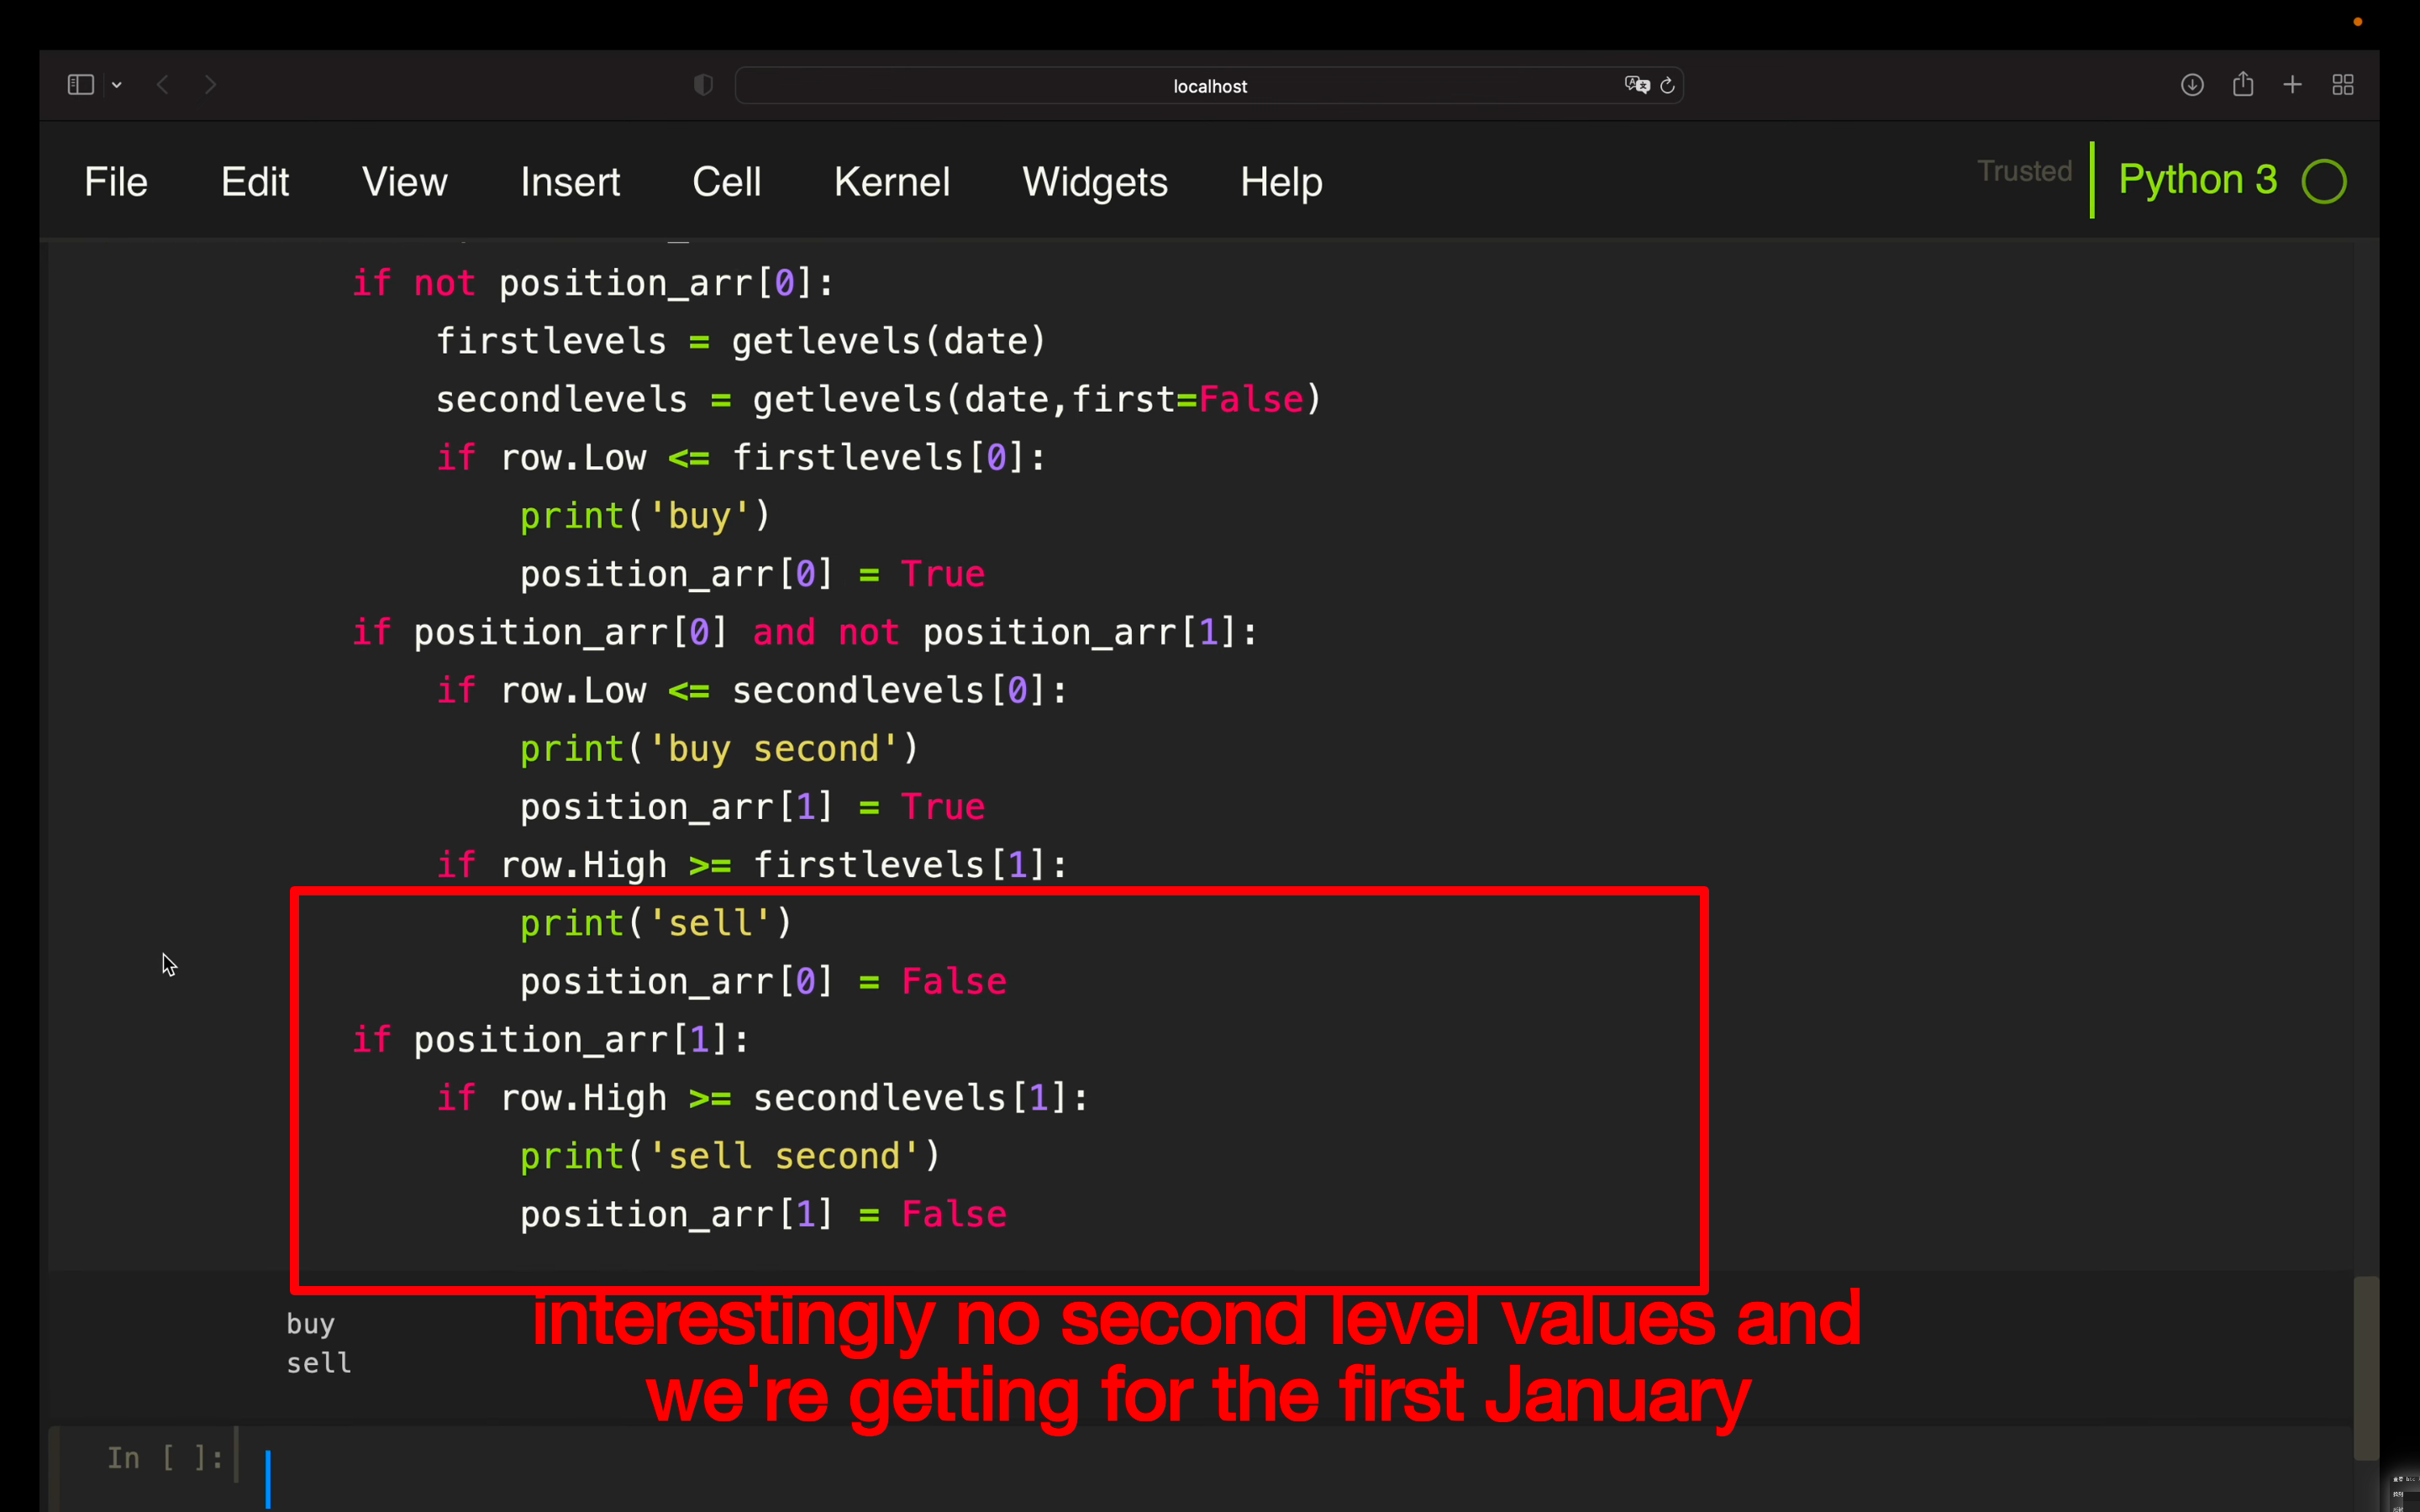 localhost
File Edit View Insert Cell Kernel Widgets Help Trusted Python 3
if not position_arr[0]:
firstlevels = getlevels(date)
secondlevels = getlevels(date,first=False)
if row.Low <= firstlevels[0]:
print('buy')
position_arr[0] = True
if position_arr[0] and not position_arr[1]:
if row.Low <= secondlevels[0]:
print('buy second')
position_arr[1] = True
if row.High >= firstlevels[1]:
print('sell')
position_arr[0] = False
if position_arr[1]:
if row.High >= secondlevels[1]:
print('sell second')
position_arr[1] = False
buy
sell
interestingly no second level values and
we're getting for the first January
In [ ]: